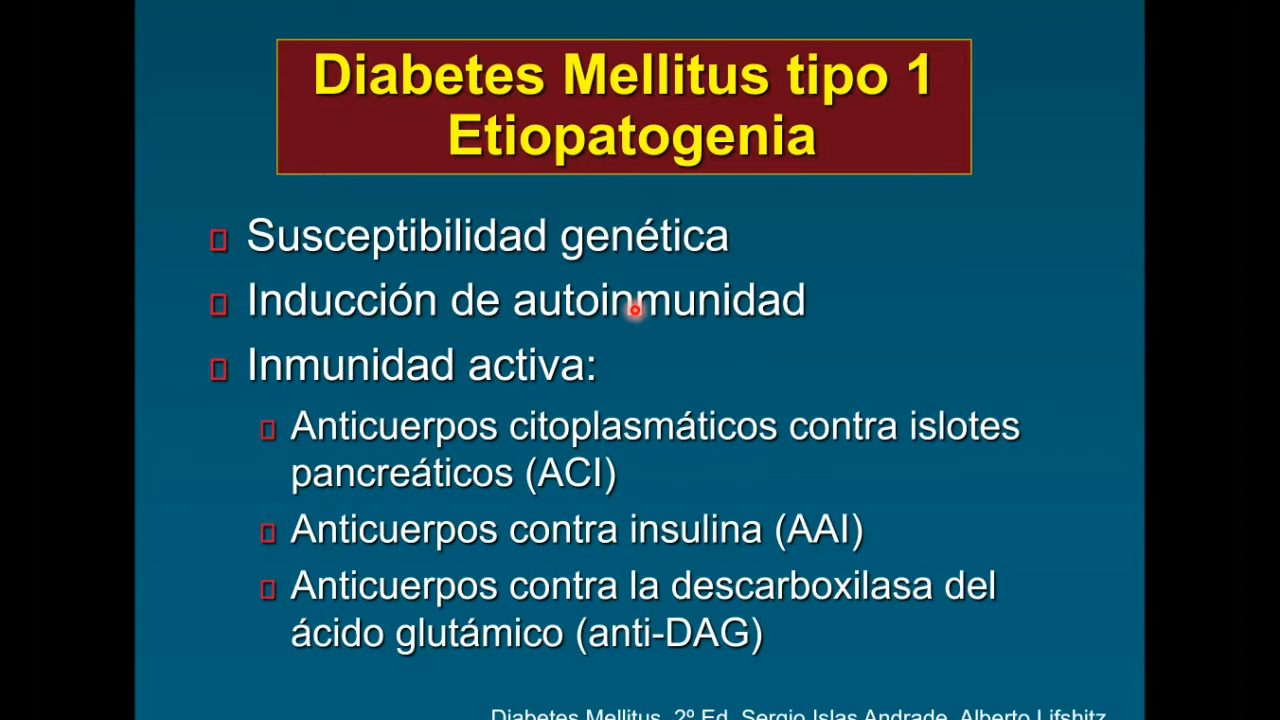 Diabetes Mellitus tipo 1
Etiopatogenia
Susceptibilidad genética
Inducción de autoinmunidad
Inmunidad activa:
Anticuerpos citoplasmáticos contra islotes
pancreáticos (ACI)
Anticuerpos contra insulina (AAI)
Anticuerpos contra la descarboxilasa del
ácido glutámico (anti-DAG)
Diabetes Mellitus, 2º Ed. Sergio Islas Andrade, Alberto Lifshitz